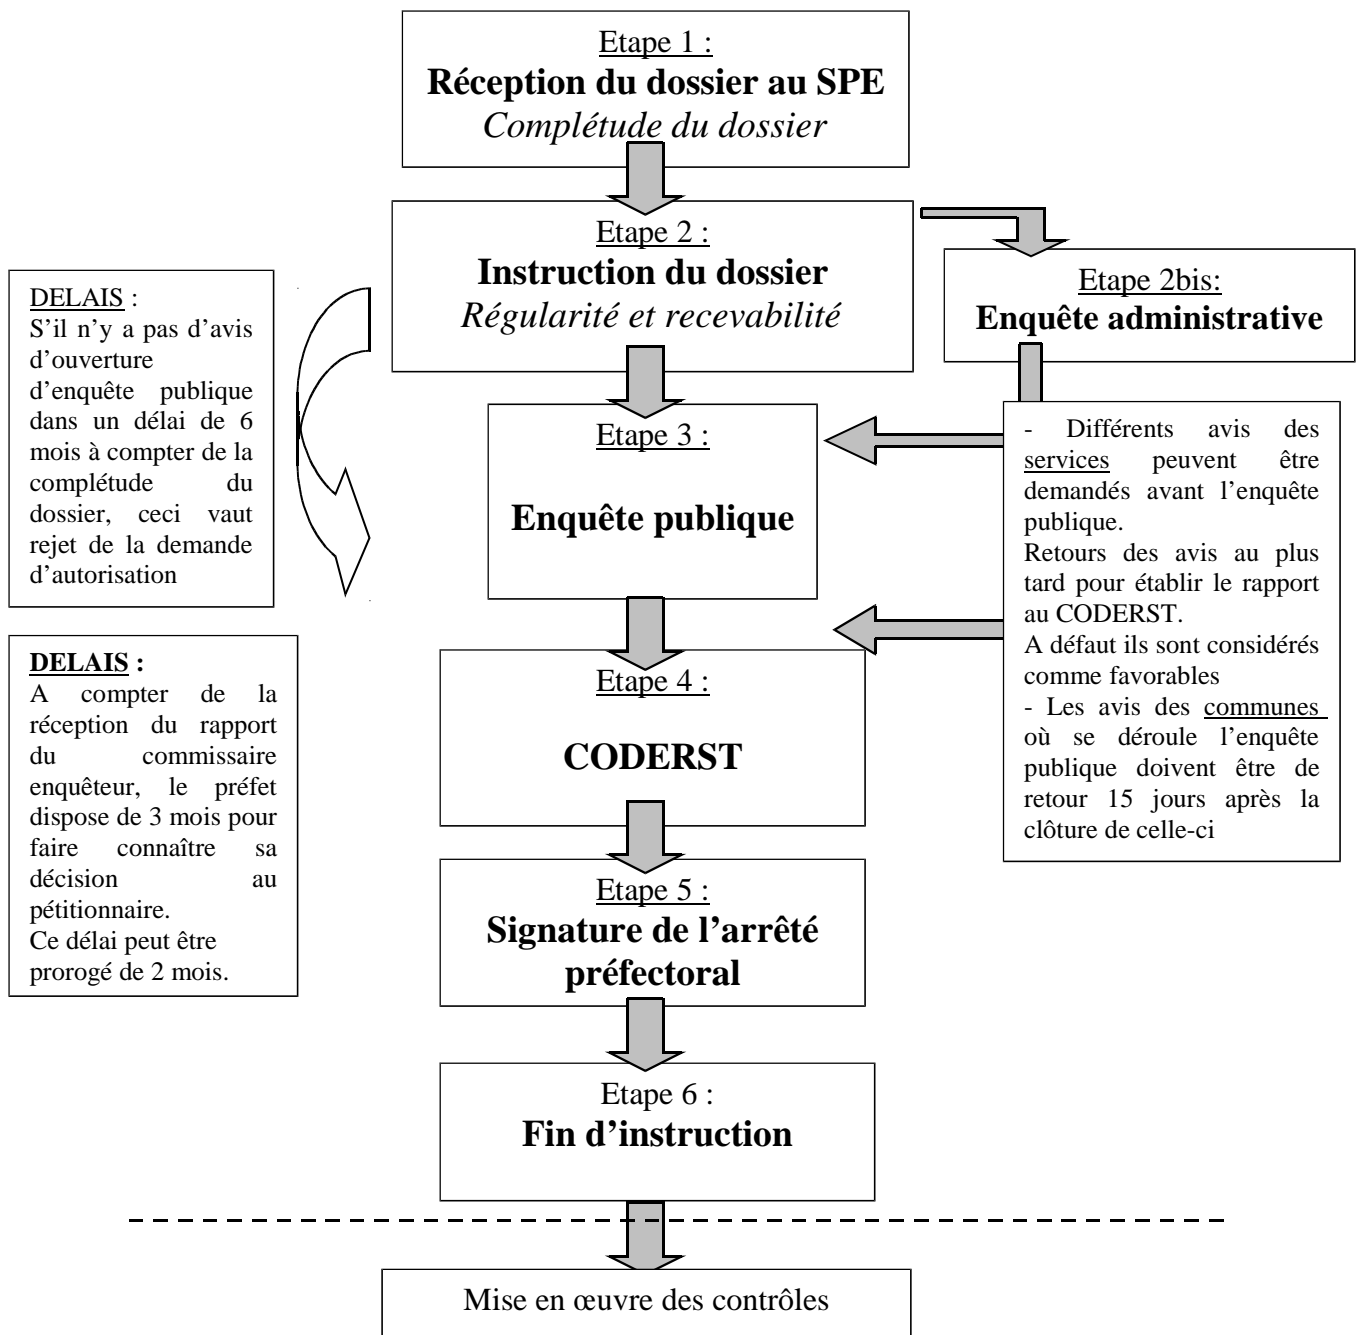 Etape 1 :
Réception du dossier au SPE
Complétude du dossier
Etape 2 :
Instruction du dossier
Régularité et recevabilité
Etape 2bis:
Enquête administrative
DELAIS :
S’il n’y a pas d’avis
d’ouverture
d’enquête publique
dans un délai de 6
mois à compter de la
complétude du
dossier, ceci vaut
rejet de la demande
d’autorisation
Etape 3 :
Enquête publique
- Différents avis des
services peuvent être
demandés avant l’enquête
publique.
Retours des avis au plus
tard pour établir le rapport
au CODERST.
A défaut ils sont considérés
comme favorables
- Les avis des communes
où se déroule l’enquête
publique doivent être de
retour 15 jours après la
clôture de celle-ci
DELAIS :
A compter de la
réception du rapport
du commissaire
enquêteur, le préfet
dispose de 3 mois pour
faire connaître sa
décision au
pétitionnaire.
Ce délai peut être
prorogé de 2 mois.
Etape 4 :
CODERST
Etape 5 :
Signature de l’arrêté
préfectoral
Etape 6 :
Fin d’instruction
Mise en œuvre des contrôles